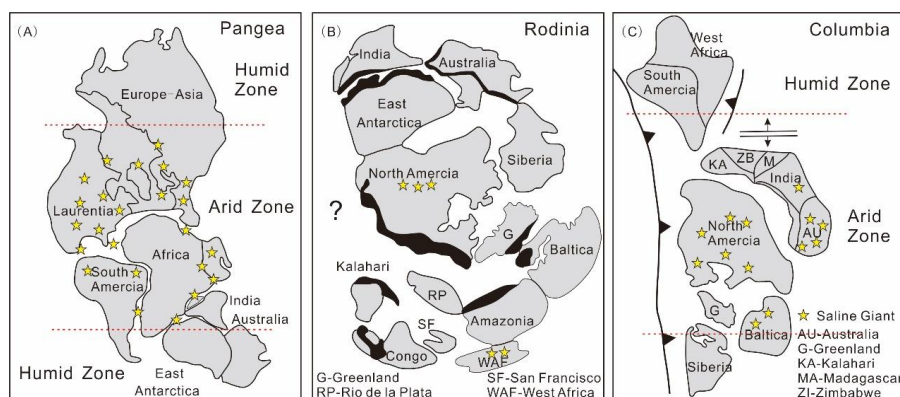 (A)
Pangea
Humid
Zone
Europe-Asia
Arid Zone
Laurentia
Africa
South
Amercia
India
Australia
Humid Zone
East
Antarctica
(B)
Rodinia
India
Australia
East
Antarctica
Siberia
North Amercia
?
G
Baltica
Kalahari
RP
Amazonia
SF
Congo
WAF
G-Greenland
RP-Rio de la Plata
SF-San Francisco
WAF-West Africa
(C)
Columbia
West
Africa
South
Amercia
Humid Zone
KA
ZB
M
India
North
Amercia
AU
Arid
Zone
G
Baltica
Siberia
Saline Giant
AU-Australia
G-Greenland
KA-Kalahari
MA-Madagascar
ZI-Zimbabwe